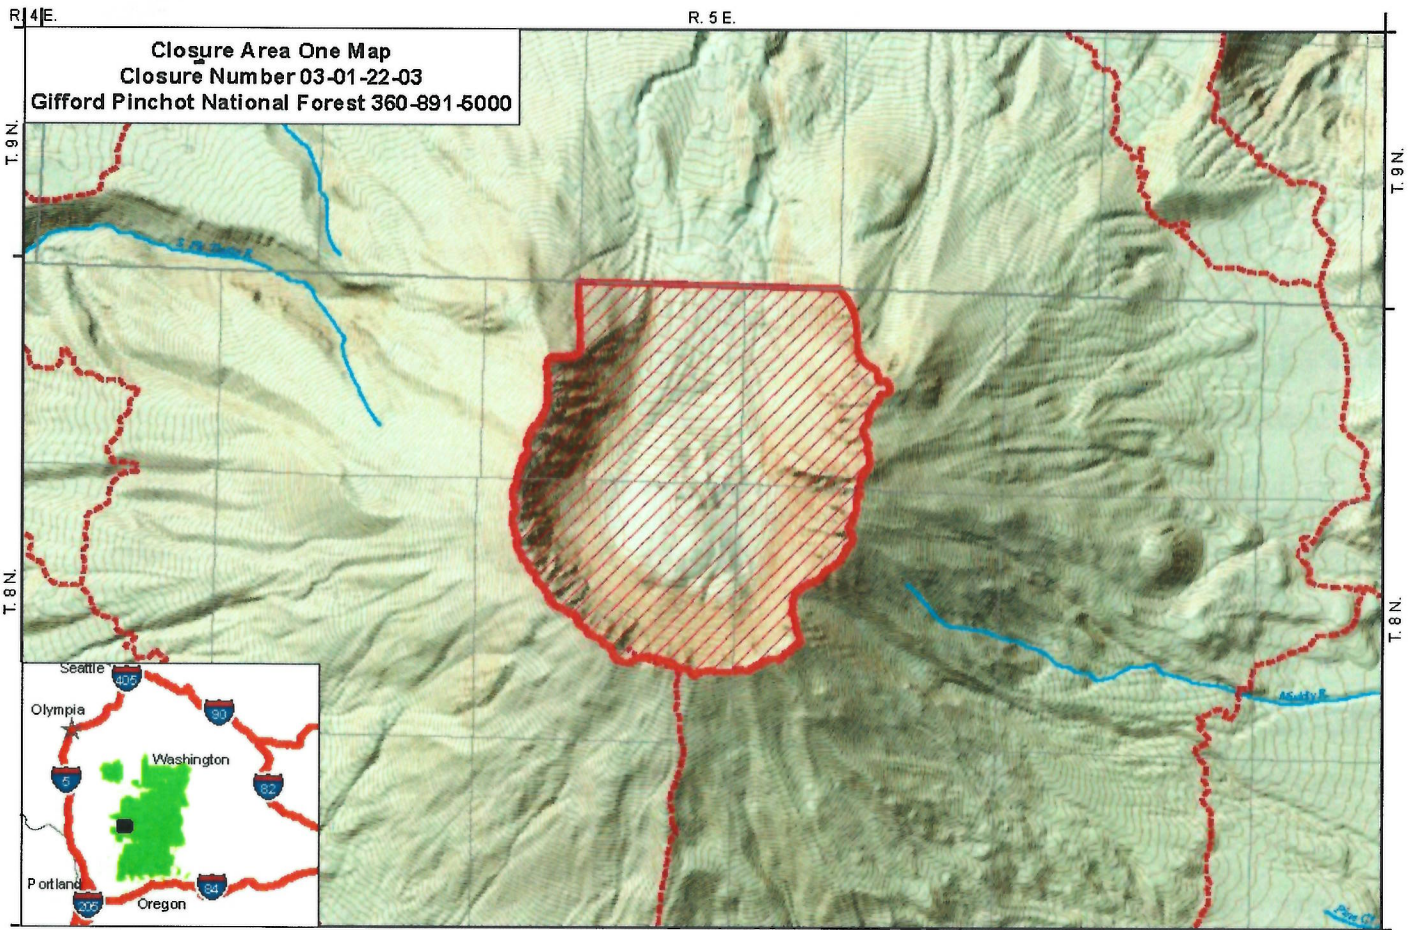 R. 4 E.
R. 5 E.
Closure Area One Map
Closure Number 03-01-22-03
Gifford Pinchot National Forest 360-891-5000
T. 9 N.
T. 9 N.
T. 8 N.
T. 8 N.
Muddy R.
Seattle
405
Olympia
90
Washington
5
82
Portland
84
205
Oregon